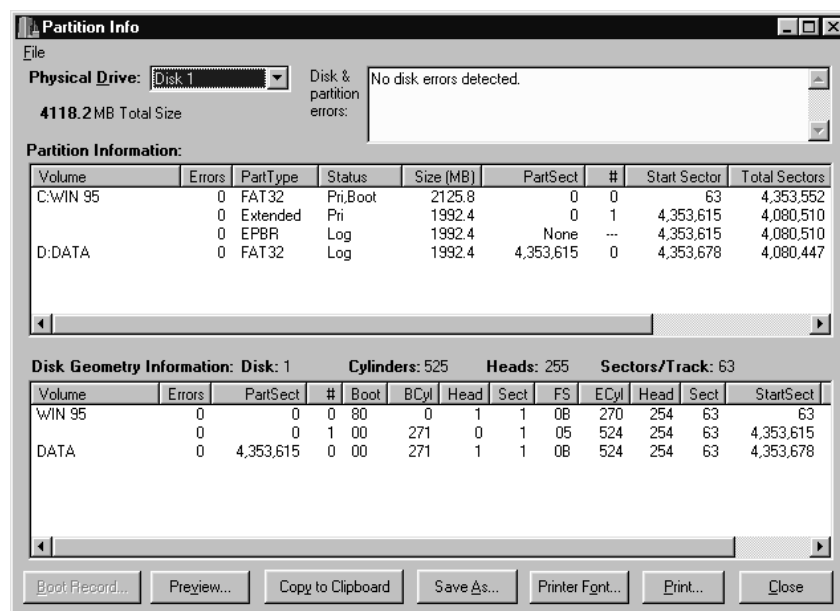 Partition Info
File
Physical Drive: Disk 1
4118.2 MB Total Size
Disk &
partition
errors:
No disk errors detected.
Partition Information:
Volume Errors PartType Status Size (MB) PartSect # Start Sector Total Sectors
C:WIN 95 0 FAT32 Pri,Boot 2125.8 0 0 63 4,353,552
0 Extended Pri 1992.4 0 1 4,353,615 4,080,510
0 EPBR Log 1992.4 None --- 4,353,615 4,080,510
D:DATA 0 FAT32 Log 1992.4 4,353,615 0 4,353,678 4,080,447
Disk Geometry Information: Disk: 1 Cylinders: 525 Heads: 255 Sectors/Track: 63
Volume Errors PartSect # Boot BCyl Head Sect FS ECyl Head Sect StartSect
WIN 95 0 0 0 80 0 1 1 0B 270 254 63 63
0 0 1 00 271 0 1 05 524 254 63 4,353,615
DATA 0 4,353,615 0 00 271 1 1 0B 524 254 63 4,353,678
Boot Record... Preview... Copy to Clipboard Save As... Printer Font... Print... Close